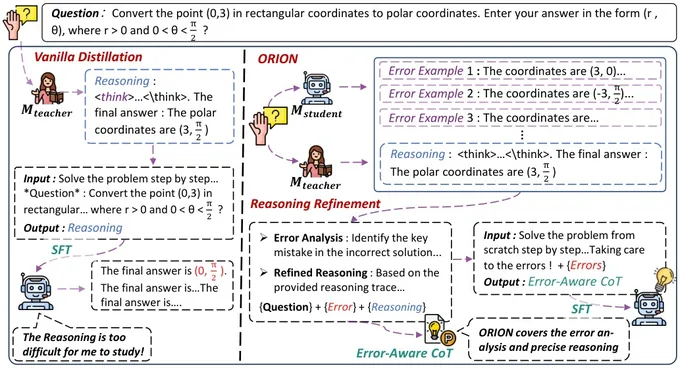 Question : Convert the point (0,3) in rectangular coordinates to polar coordinates. Enter your answer in the form (r ,
θ), where r > 0 and 0 < θ < π/2 ?
Vanilla Distillation
Reasoning :
<think>…<\think>. The
final answer : The polar
coordinates are (3, π/2 )
M_teacher
Input : Solve the problem step by step…
*Question* : Convert the point (0,3) in
rectangular… where r > 0 and 0 < θ < π/2 ?
Output : Reasoning
SFT
The final answer is (0, π/2 ).
The final answer is…The
final answer is….
The Reasoning is too
difficult for me to study!
ORION
M_student
M_teacher
Error Example 1 : The coordinates are (3, 0)…
Error Example 2 : The coordinates are (-3, π/2)…
Error Example 3 : The coordinates are…
⋮
Reasoning : <think>…<\think>. The final answer :
The polar coordinates are (3, π/2 )
Reasoning Refinement
➢ Error Analysis : Identify the key
mistake in the incorrect solution…
➢ Refined Reasoning : Based on the
provided reasoning trace…
{Question} + {Error} + {Reasoning}
Error-Aware CoT
Input : Solve the problem from
scratch step by step…Taking care
to the errors ! + {Errors}
Output : Error-Aware CoT
SFT
ORION covers the error an-
alysis and precise reasoning